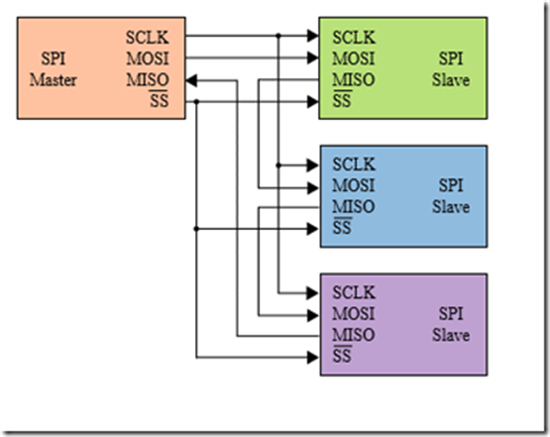 SPI
Master
SCLK
MOSI
MISO
SS
SCLK
MOSI
MISO
SS
SPI
Slave
SCLK
MOSI
MISO
SS
SPI
Slave
SCLK
MOSI
MISO
SS
SPI
Slave